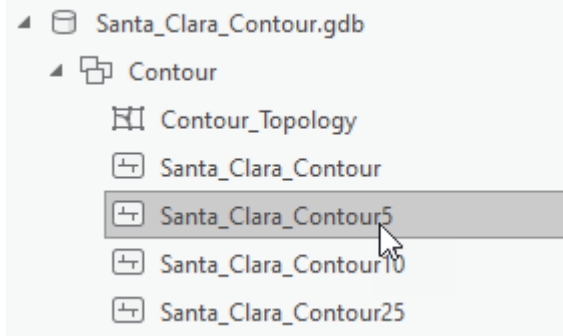 Santa_Clara_Contour.gdb
Contour
Contour_Topology
Santa_Clara_Contour
Santa_Clara_Contour5
Santa_Clara_Contour10
Santa_Clara_Contour25